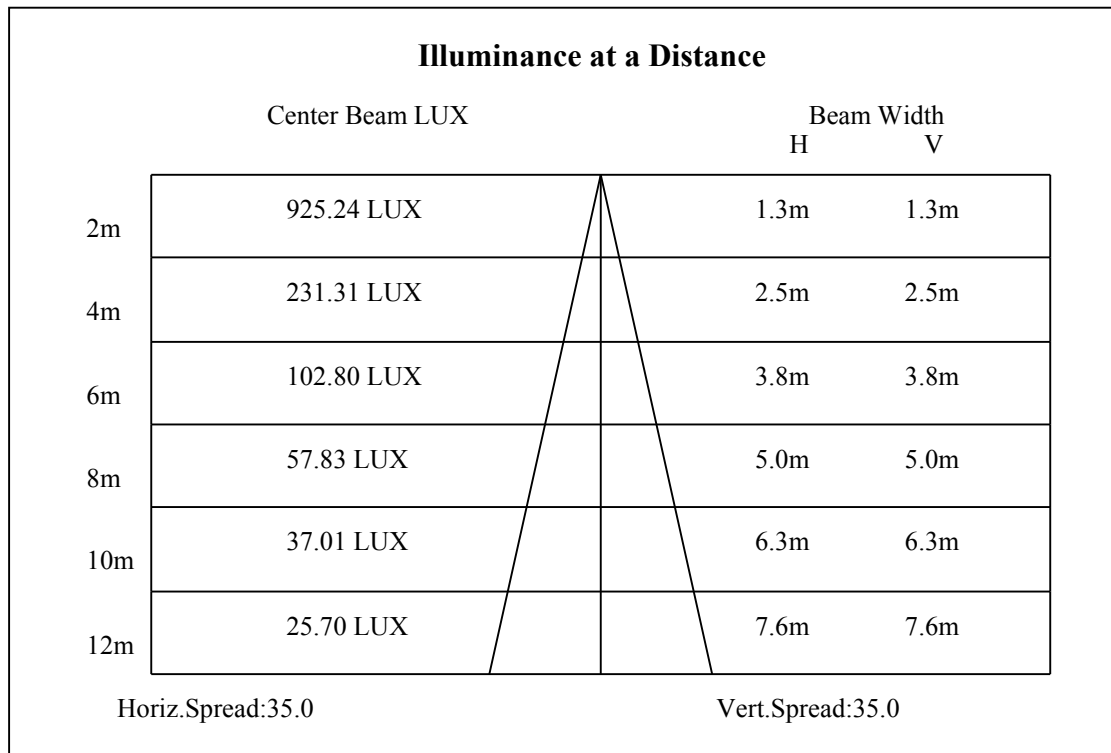 Illuminance at a Distance
Center Beam LUX Beam Width
H V
2m 925.24 LUX 1.3m 1.3m
4m 231.31 LUX 2.5m 2.5m
6m 102.80 LUX 3.8m 3.8m
8m 57.83 LUX 5.0m 5.0m
10m 37.01 LUX 6.3m 6.3m
12m 25.70 LUX 7.6m 7.6m
Horiz.Spread:35.0 Vert.Spread:35.0